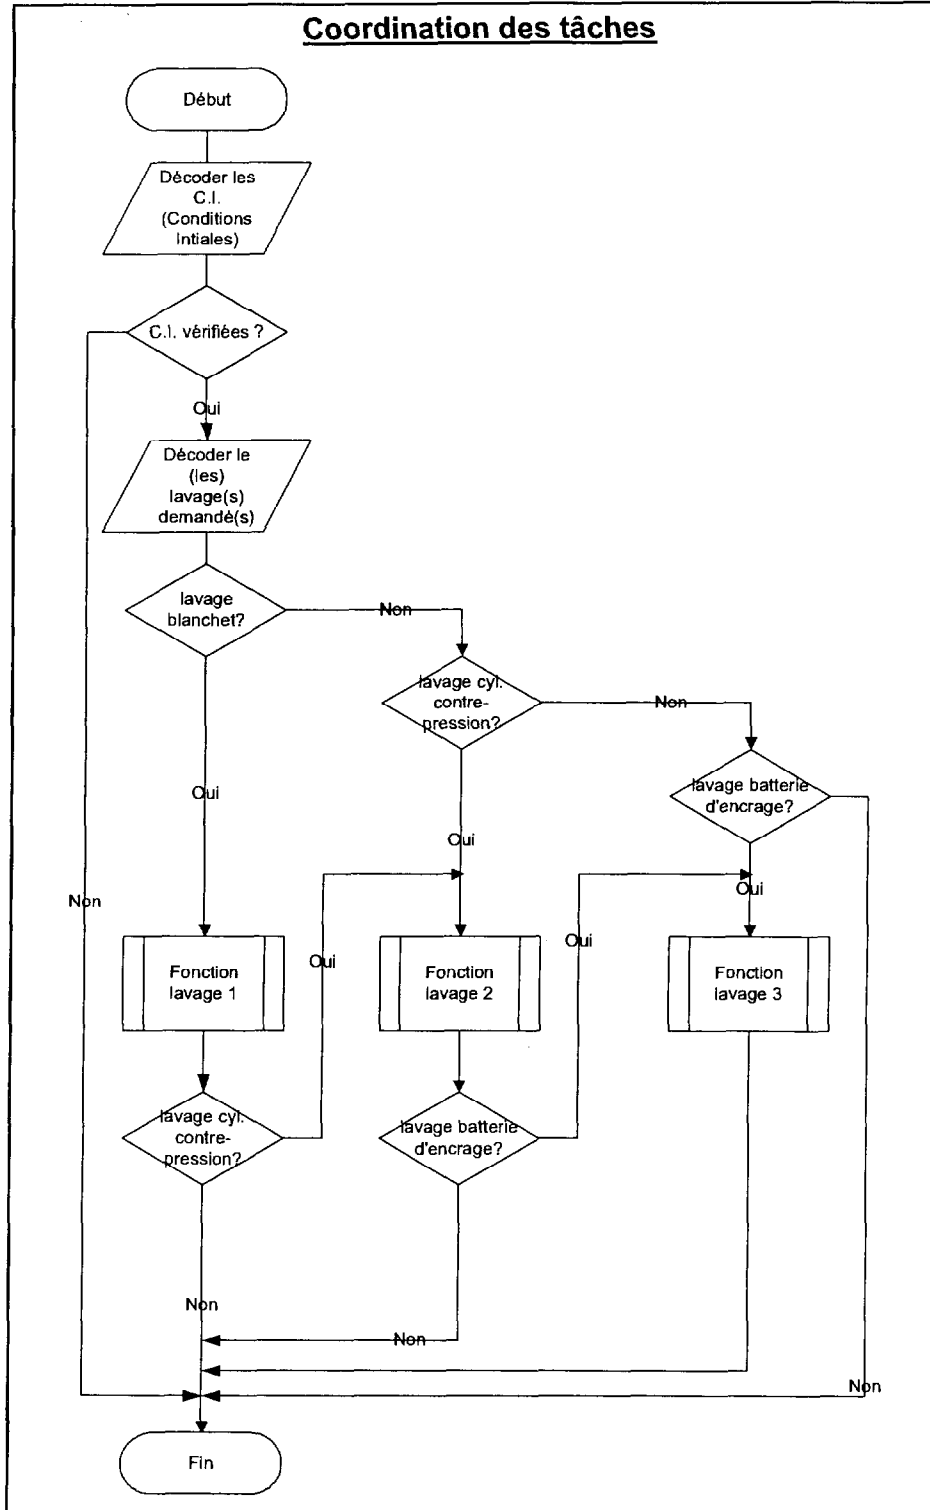 Coordination des tâches
Début
Décoder les
C.I.
(Conditions
Intiales)
C.I. vérifiées ?
Oui
Décoder le
(les)
lavage(s)
demandé(s)
lavage
blanchet?
Non
lavage cyl.
contre-
pression?
Non
lavage batterie
d'encrage?
Oui
Oui
Oui
Non
Oui
Oui
Fonction
lavage 1
Fonction
lavage 2
Fonction
lavage 3
lavage cyl.
contre-
pression?
lavage batterie
d'encrage?
Non
Non
Non
Fin